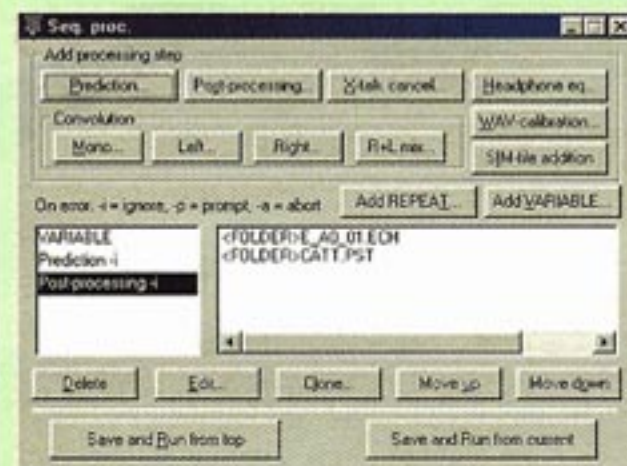 Seq. proc.
Add processing step
Prediction...
Post-processing...
X-talk cancel...
Headphone eq...
Convolution
Mono...
Left...
Right...
R+L mix...
WAV-calibration...
SIM-file addition
On error: -i = ignore, -p = prompt, -a = abort
Add REPEAT...
Add VARIABLE...
VARIABLE
Prediction -i
Post-processing -i
<FOLDER>E_A0_01.ECH
<FOLDER>CATT.PST
Delete
Edit...
Clone...
Move up
Move down
Save and Run from top
Save and Run from current